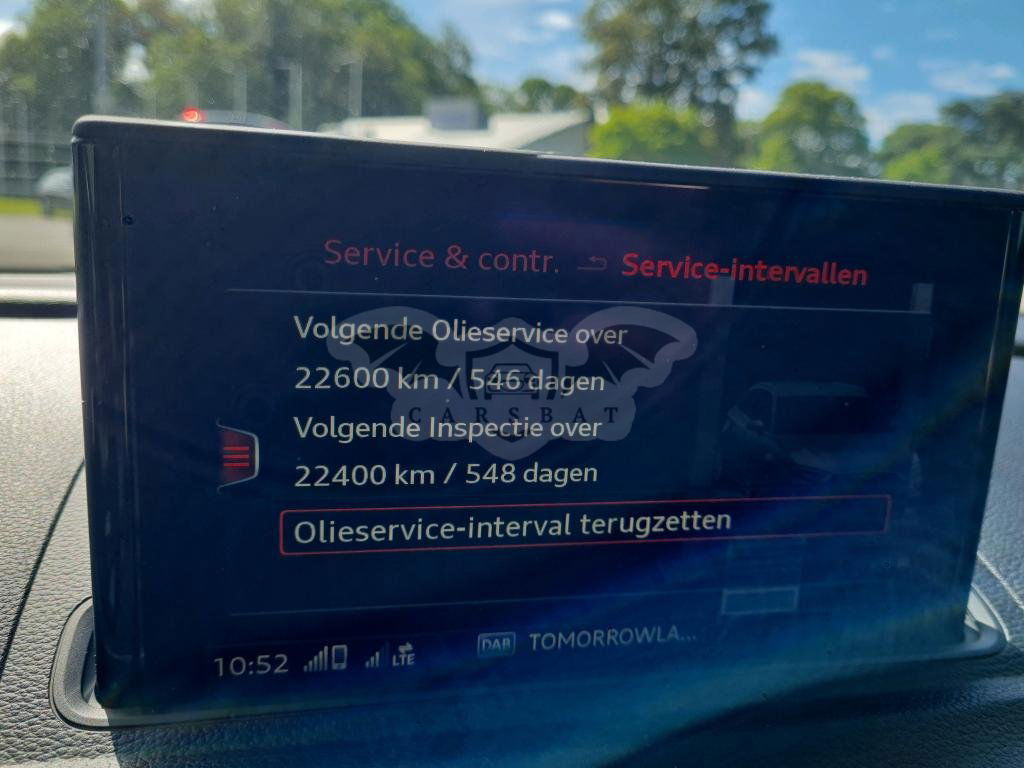 Service & contr. Service-intervallen
Volgende Olieservice over
22600 km / 546 dagen
CARSBAT
Volgende Inspectie over
22400 km / 548 dagen
Olieservice-interval terugzetten
10:52 LTE DAB TOMORROWLA...